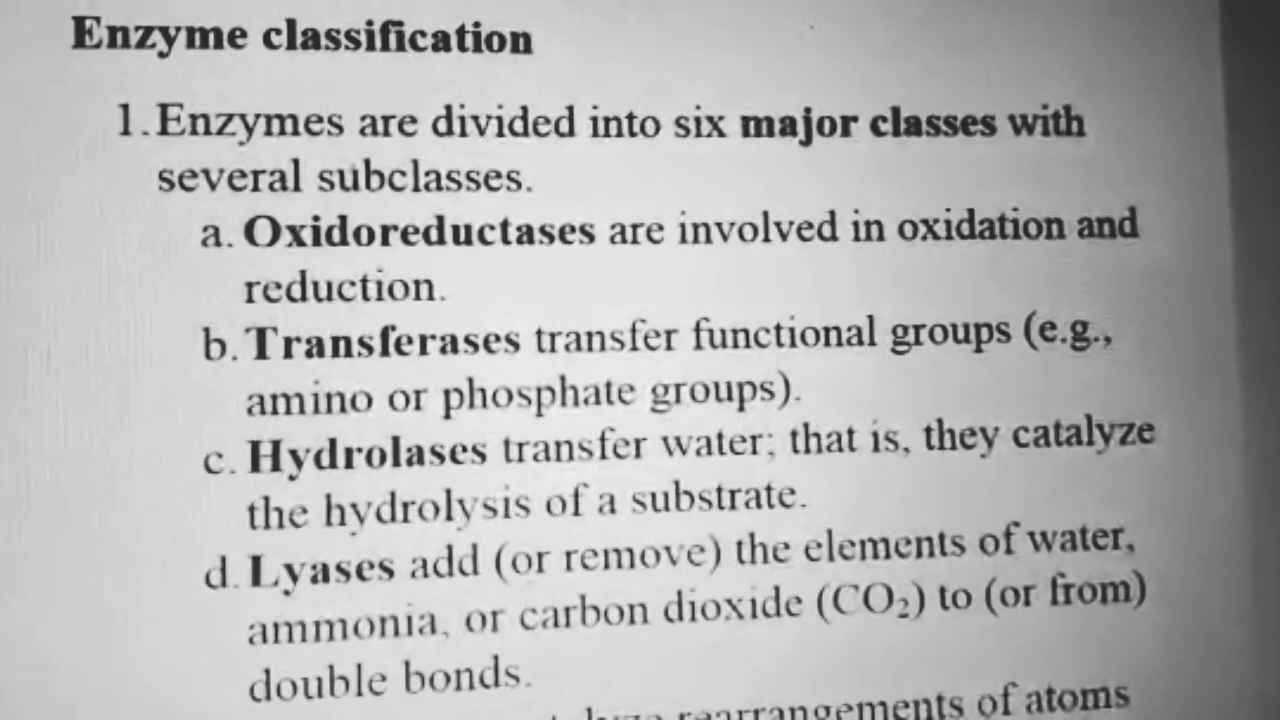 Enzyme classification
1. Enzymes are divided into six major classes with
several subclasses.
a. Oxidoreductases are involved in oxidation and
reduction.
b. Transferases transfer functional groups (e.g.,
amino or phosphate groups).
c. Hydrolases transfer water; that is, they catalyze
the hydrolysis of a substrate.
d. Lyases add (or remove) the elements of water,
ammonia, or carbon dioxide (CO₂) to (or from)
double bonds.
rearrangements of atoms